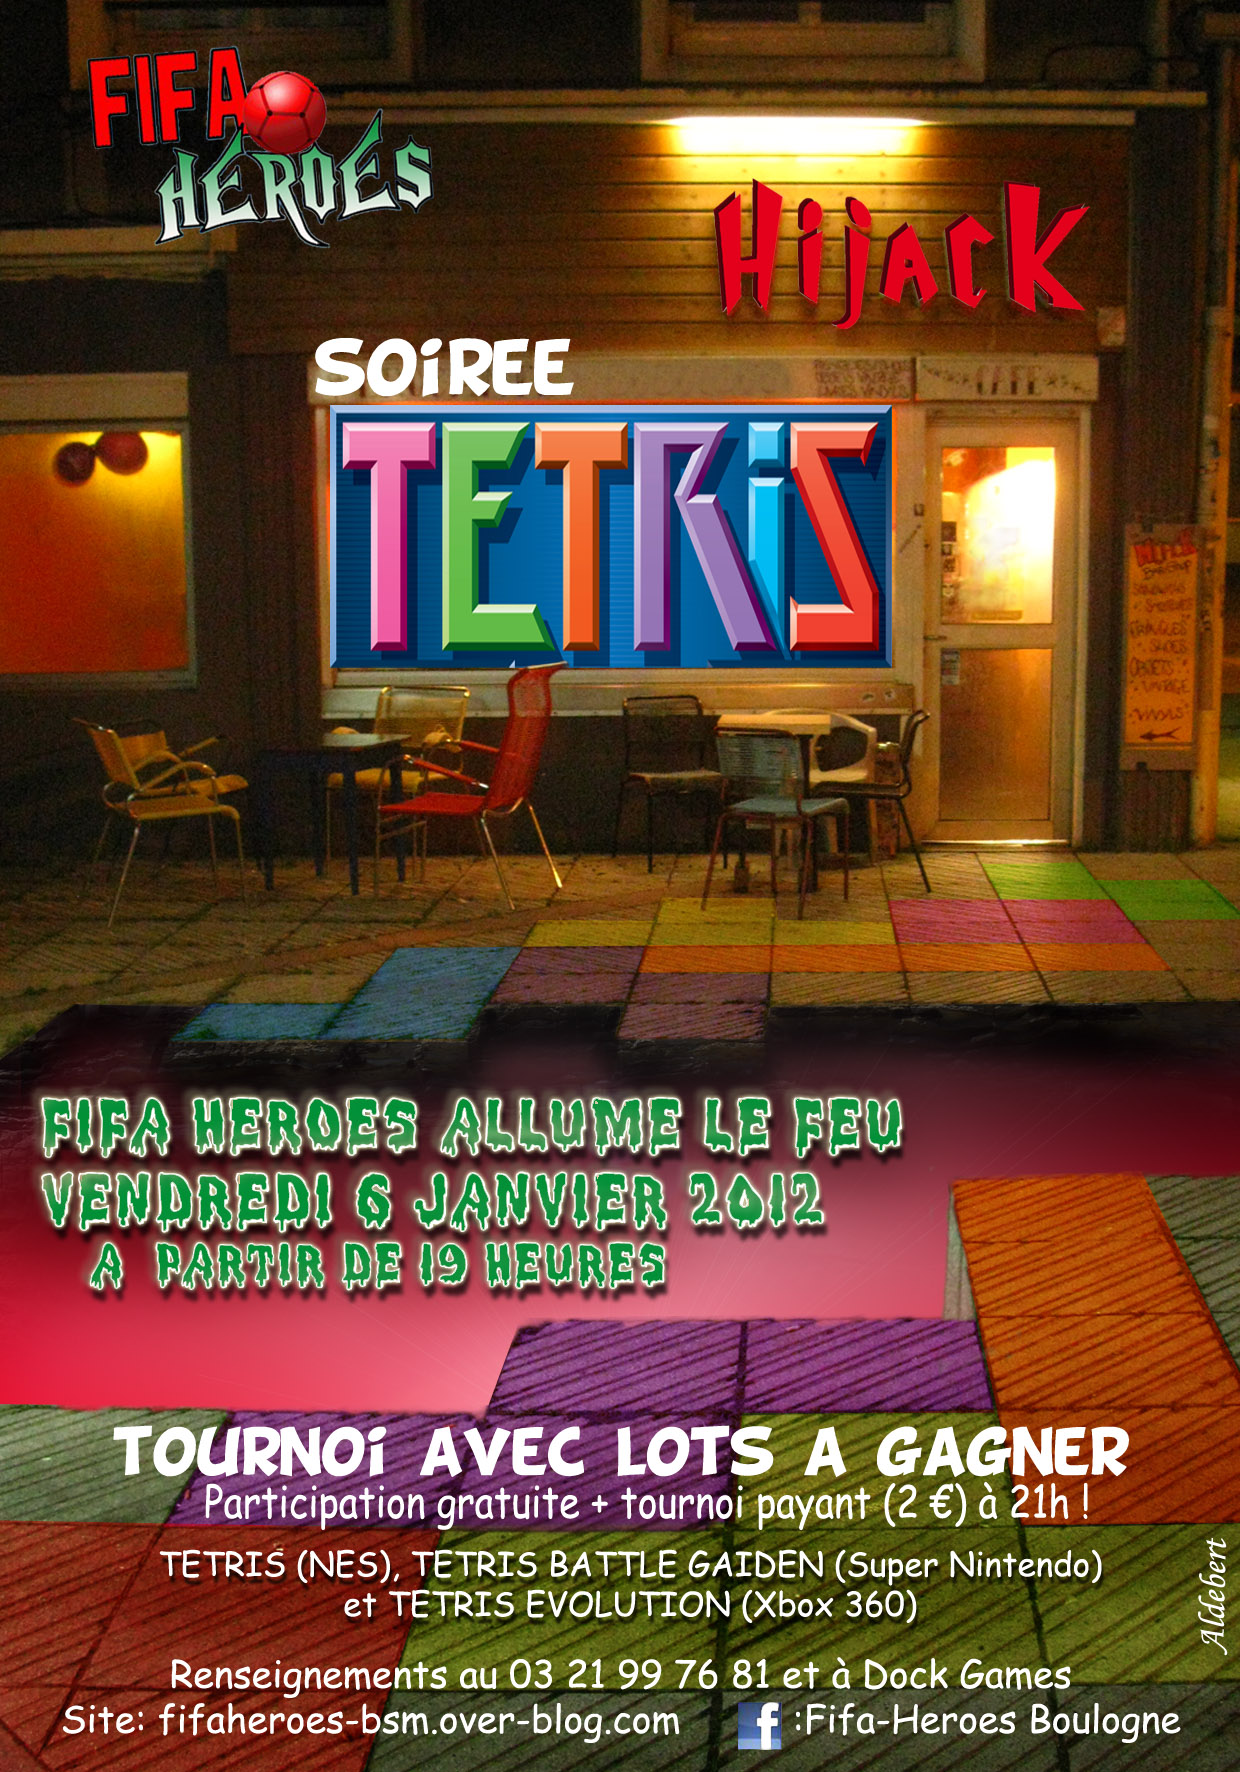 FIFA
HEROES
HijacK
SOiREE
TETRiS
CAFE
FIFA HEROES ALLUME LE FEU
VENDREDI 6 JANVIER 2012
A PARTIR DE 19 HEURES
TOURNOi AVEC LOTS A GAGNER
Participation gratuite + tournoi payant (2 €) à 21h !
TETRIS (NES), TETRIS BATTLE GAIDEN (Super Nintendo)
et TETRIS EVOLUTION (Xbox 360)
Aldebert
Renseignements au 03 21 99 76 81 et à Dock Games
Site: fifaheroes-bsm.over-blog.com
f :Fifa-Heroes Boulogne